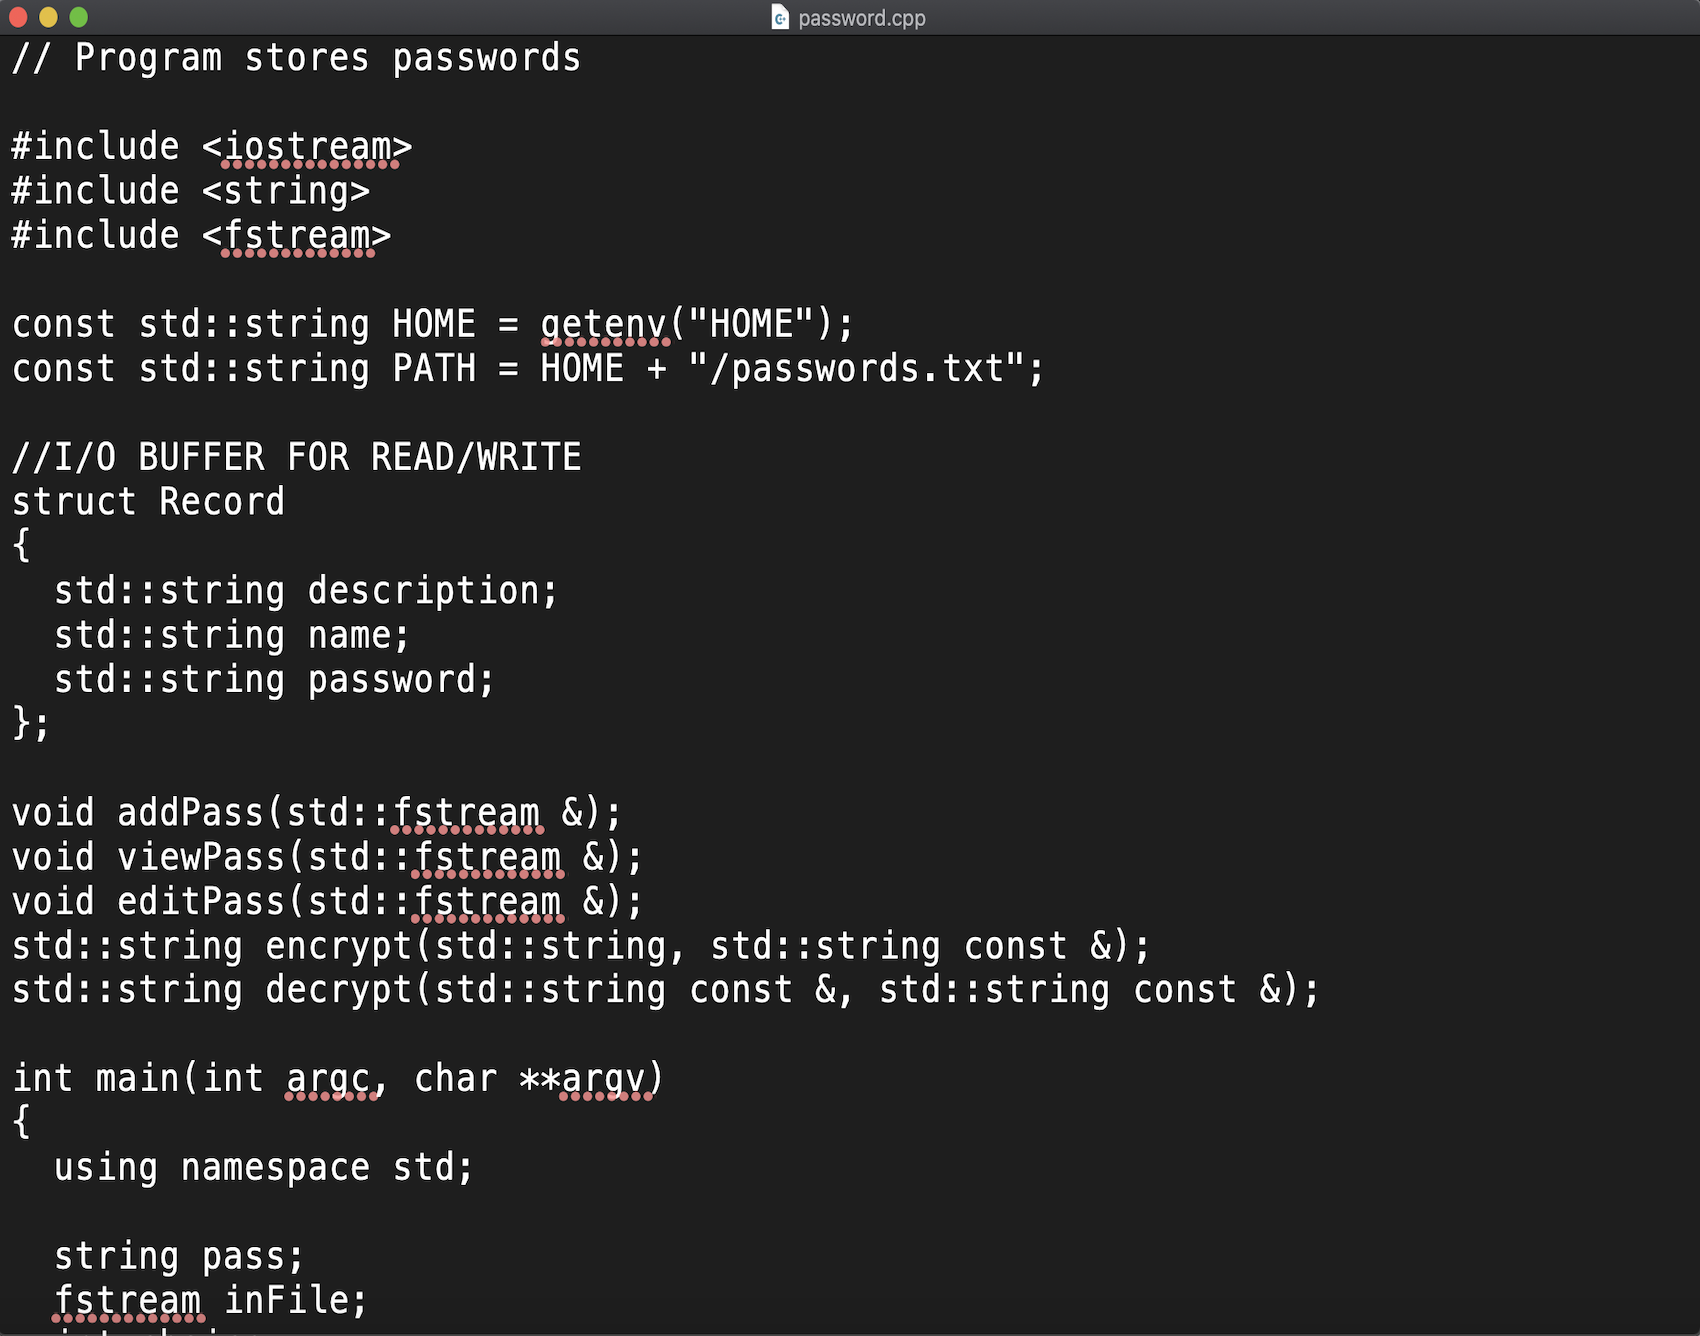 password.cpp
// Program stores passwords
#include <iostream>
#include <string>
#include <fstream>
const std::string HOME = getenv("HOME");
const std::string PATH = HOME + "/passwords.txt";
//I/O BUFFER FOR READ/WRITE
struct Record
{
  std::string description;
  std::string name;
  std::string password;
};
void addPass(std::fstream &);
void viewPass(std::fstream &);
void editPass(std::fstream &);
std::string encrypt(std::string, std::string const &);
std::string decrypt(std::string const &, std::string const &);
int main(int argc, char **argv)
{
  using namespace std;
  string pass;
  fstream inFile;